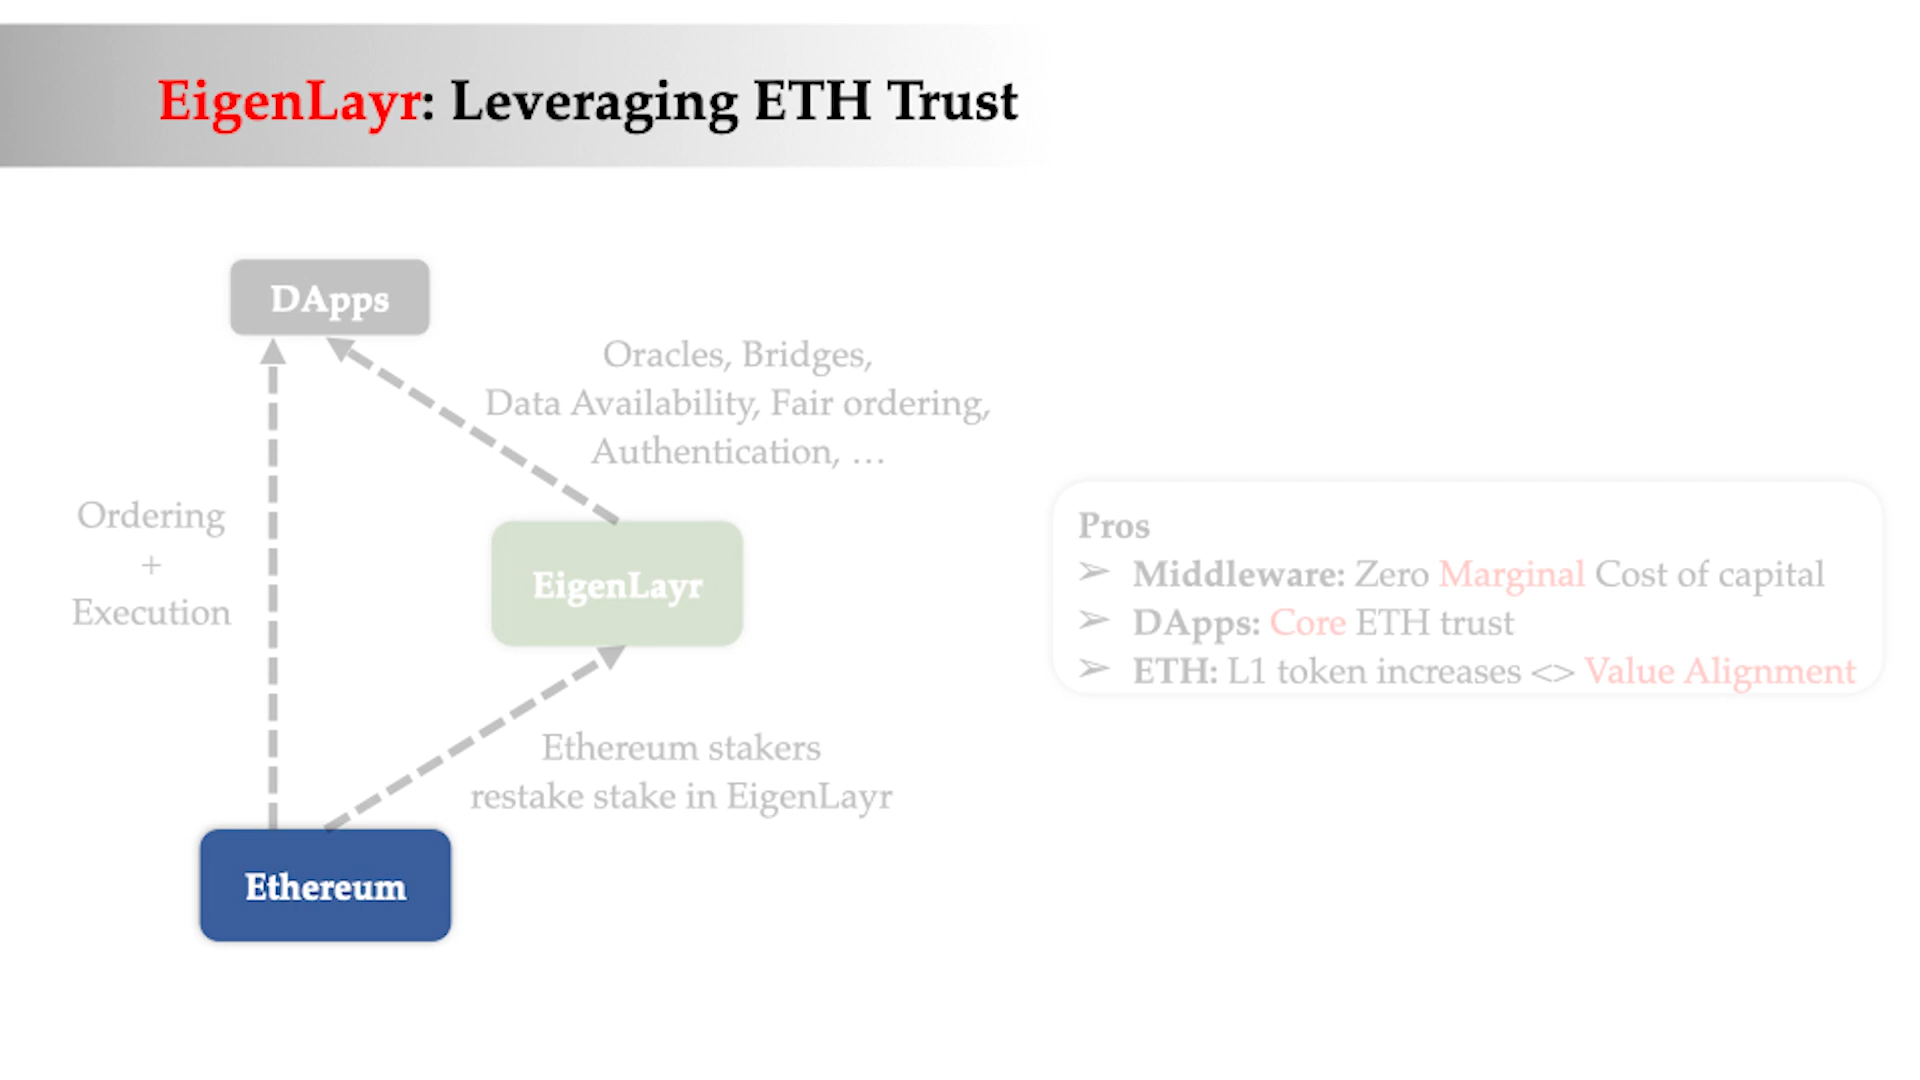 EigenLayr: Leveraging ETH Trust
DApps
Oracles, Bridges,
Data Availability, Fair ordering,
Authentication, …
Ordering
+
Execution
EigenLayr
Pros
➢ Middleware: Zero Marginal Cost of capital
➢ DApps: Core ETH trust
➢ ETH: L1 token increases <> Value Alignment
Ethereum stakers
restake stake in EigenLayr
Ethereum